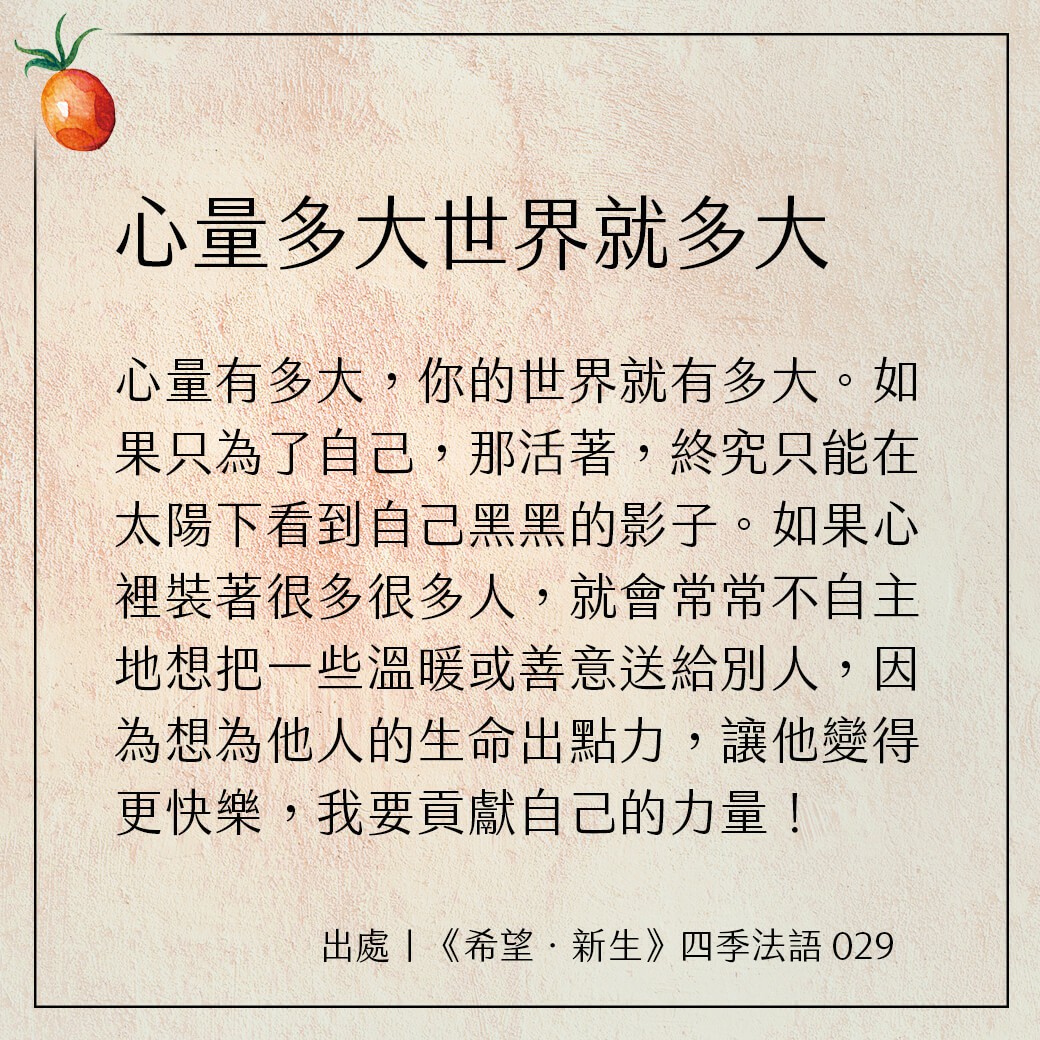 心量多大世界就多大
心量有多大，你的世界就有多大。如
果只為了自己，那活著，終究只能在
太陽下看到自己黑黑的影子。如果心
裡裝著很多很多人，就會常常不自主
地想把一些溫暖或善意送給別人，因
為想為他人的生命出點力，讓他變得
更快樂，我要貢獻自己的力量！
出處｜《希望．新生》四季法語 029